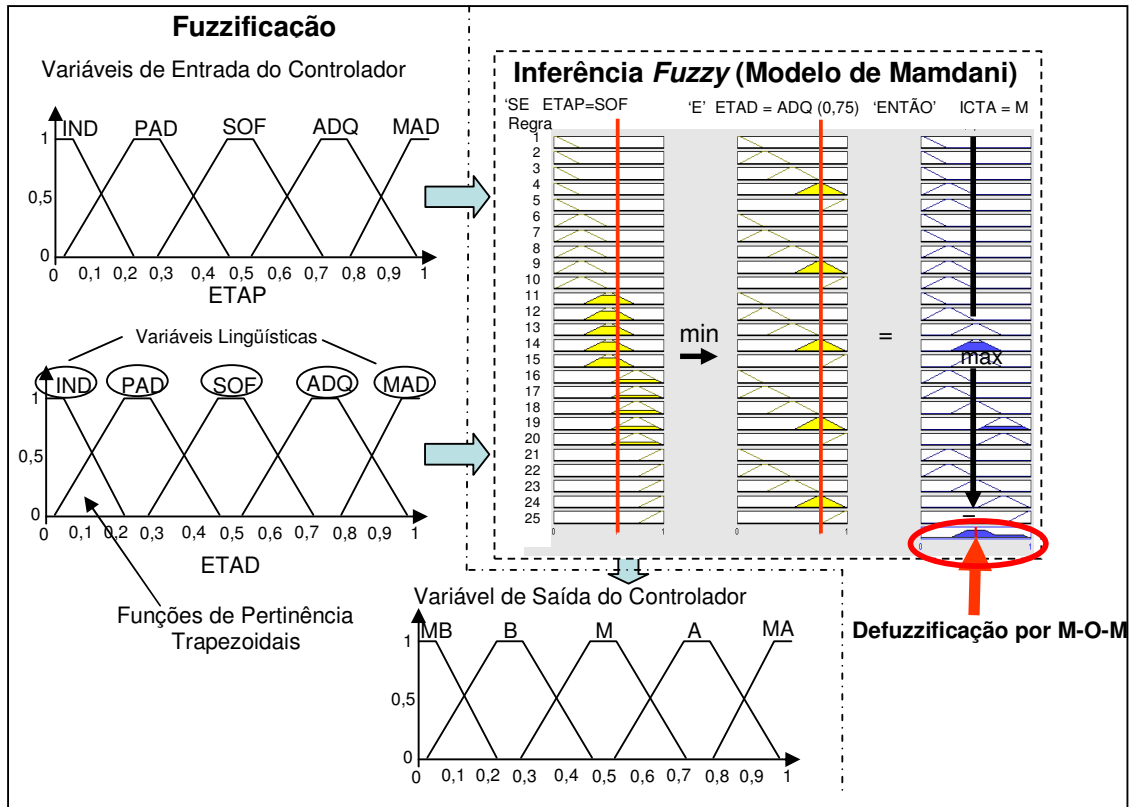 Fuzzificação
Variáveis de Entrada do Controlador
IND PAD SOF ADQ MAD
1
0,5
0
0 0,1 0,2 0,3 0,4 0,5 0,6 0,7 0,8 0,9 1
ETAP
Variáveis Lingüísticas
IND PAD SOF ADQ MAD
1
0,5
0
0 0,1 0,2 0,3 0,4 0,5 0,6 0,7 0,8 0,9 1
ETAD
Funções de Pertinência
Trapezoidais
Inferência Fuzzy (Modelo de Mamdani)
'SE ETAP=SOF 'E' ETAD = ADQ (0,75) 'ENTÃO' ICTA = M
Regra
1
2
3
4
5
6
7
8
9
10
11
12
13
14
15
16
17
18
19
20
21
22
23
24
25
min
=
max
0 1
0 1
0 1
Defuzzificação por M-O-M
Variável de Saída do Controlador
MB B M A MA
1
0,5
0
0 0,1 0,2 0,3 0,4 0,5 0,6 0,7 0,8 0,9 1